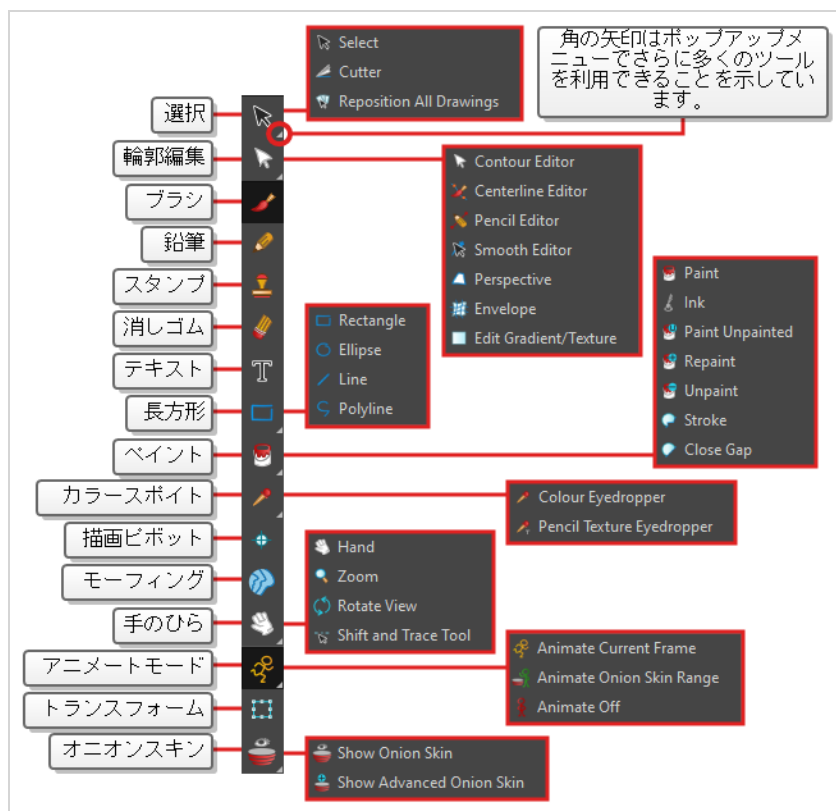 Select
Cutter
Reposition All Drawings
角の矢印はポップアップメ
ニューでさらに多くのツール
を利用できることを示してい
ます。
選択
輪郭編集
ブラシ
鉛筆
スタンプ
消しゴム
テキスト
長方形
ペイント
カラースポイト
描画ピボット
モーフィング
手のひら
アニメートモード
トランスフォーム
オニオンスキン
Contour Editor
Centerline Editor
Pencil Editor
Smooth Editor
Perspective
Envelope
Edit Gradient/Texture
Paint
Ink
Paint Unpainted
Repaint
Unpaint
Stroke
Close Gap
Rectangle
Ellipse
Line
Polyline
Colour Eyedropper
Pencil Texture Eyedropper
Hand
Zoom
Rotate View
Shift and Trace Tool
Animate Current Frame
Animate Onion Skin Range
Animate Off
Show Onion Skin
Show Advanced Onion Skin